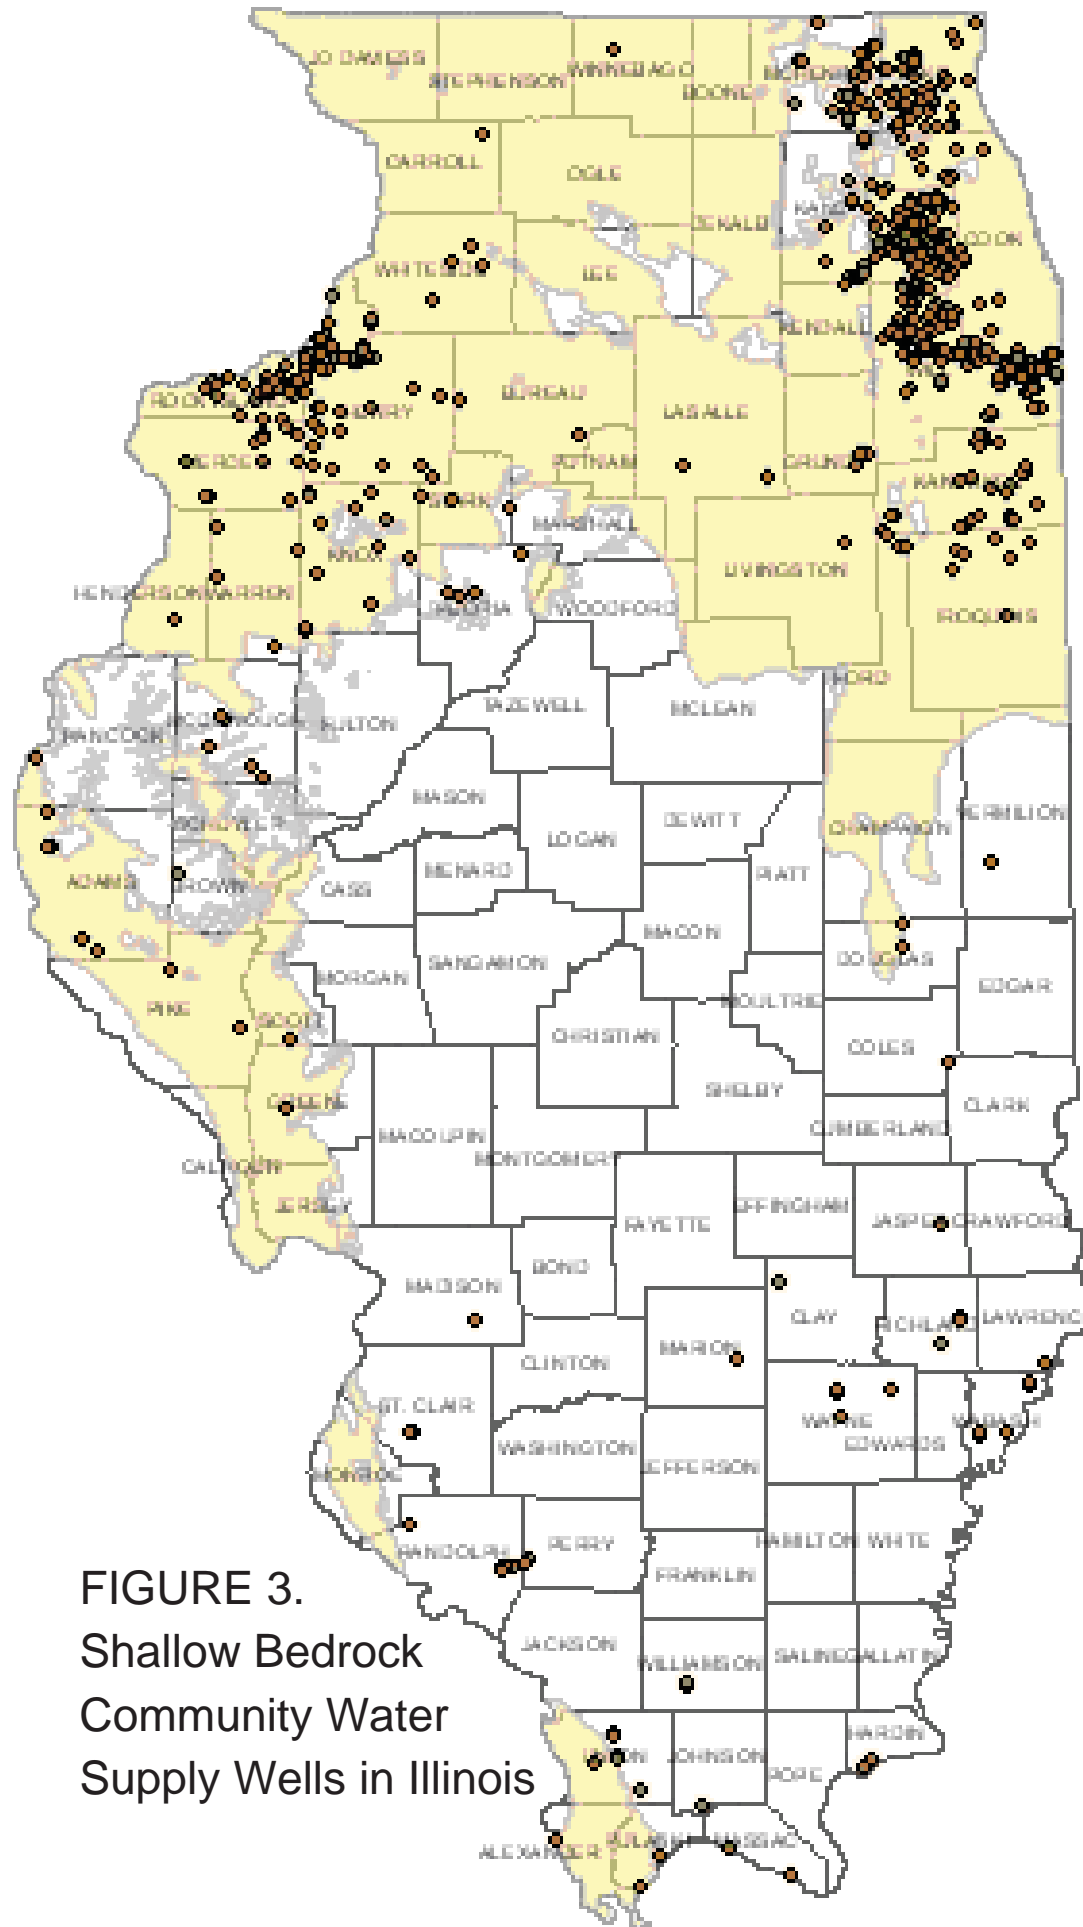 JO DAVIESS
STEPHENSON
WINNEBAGO
BOONE
MCHENRY
LAKE
CARROLL
OGLE
DEKALB
KANE
COOK
WHITESIDE
LEE
KENDALL
WILL
ROCK ISLAND
HENRY
BUREAU
LASALLE
GRUNDY
MERCER
PUTNAM
KANKAKEE
STARK
MARSHALL
KNOX
LIVINGSTON
HENDERSON
WARREN
PEORIA
WOODFORD
IROQUOIS
FORD
HANCOCK
MCDONOUGH
FULTON
TAZEWELL
MCLEAN
MASON
SCHUYLER
LOGAN
DEWITT
CHAMPAIGN
VERMILION
ADAMS
BROWN
CASS
MENARD
PIATT
MACON
MORGAN
SANGAMON
DOUGLAS
EDGAR
PIKE
SCOTT
CHRISTIAN
MOULTRIE
COLES
SHELBY
GREENE
CLARK
MACOUPIN
MONTGOMERY
CUMBERLAND
CALHOUN
JERSEY
FAYETTE
EFFINGHAM
JASPER
CRAWFORD
MADISON
BOND
CLAY
RICHLAND
LAWRENC
MARION
CLINTON
ST. CLAIR
WAYNE
EDWARDS
WABASH
WASHINGTON
JEFFERSON
MONROE
RANDOLPH
PERRY
HAMILTON
WHITE
FRANKLIN
JACKSON
WILLIAMSON
SALINE
GALLATIN
UNION
JOHNSON
POPE
HARDIN
ALEXANDER
PULASKI
MASSAC
FIGURE 3.
Shallow Bedrock
Community Water
Supply Wells in Illinois